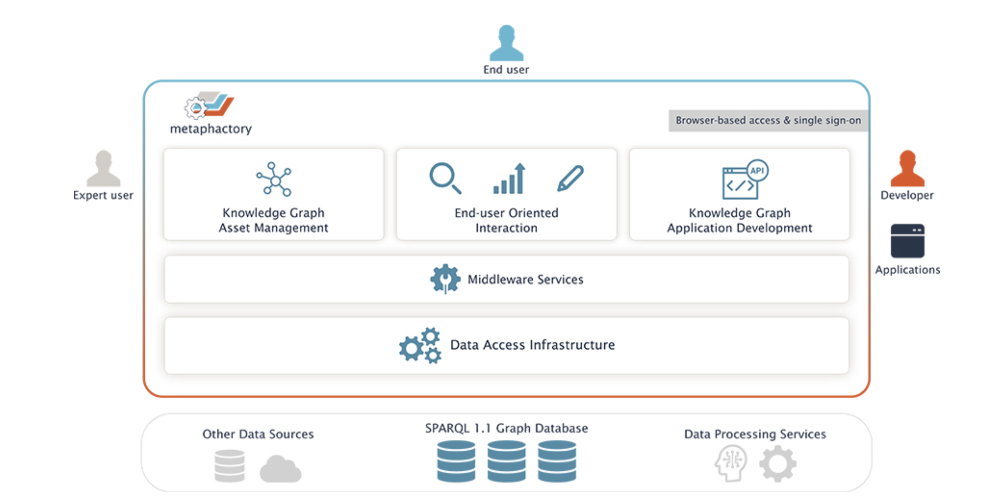 End user
metaphactory
Browser-based access & single sign-on
Expert user
Developer
API
</>
Knowledge Graph
Asset Management
End-user Oriented
Interaction
Knowledge Graph
Application Development
Applications
Middleware Services
Data Access Infrastructure
Other Data Sources
SPARQL 1.1 Graph Database
Data Processing Services